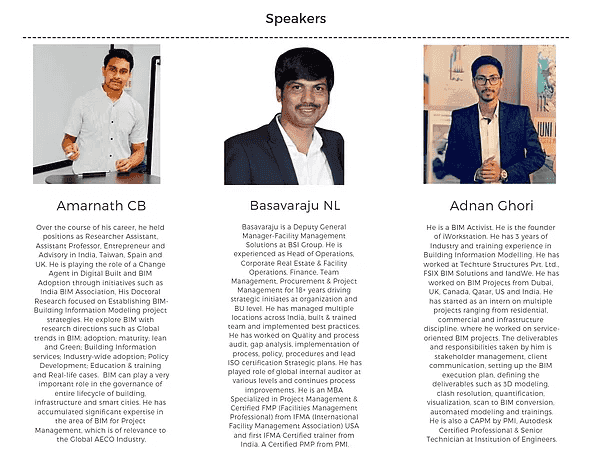 Speakers
Amarnath CB
Over the course of his career, he held
positions as Researcher Assistant,
Assistant Professor, Entrepreneur and
Advisory in India, Taiwan, Spain and
UK. He is playing the role of a Change
Agent in Digital Built and BIM
Adoption through initiatives such as
India BIM Association, His Doctoral
Research focused on Establishing BIM-
Building Information Modeling project
strategies. He explore BIM with
research directions such as Global
trends in BIM; adoption, maturity; lean
and Green; Building Information
services; Industry-wide adoption; Policy
Development; Education & training
and Real-life cases. BIM can play a very
important role in the governance of
entire lifecycle of building,
infrastructure and smart cities. He has
accumulated significant expertise in
the area of BIM for Project
Management, which is of relevance to
the Global AECO Industry.
Basavaraju NL
Basavaraju is a Deputy General
Manager-Facility Management
Solutions at BSI Group. He is
experienced as Head of Operations,
Corporate Real Estate & Facility
Operations, Finance, Team
Management, Procurement & Project
Management for 18+ years driving
strategic initiates at organization and
BU level. He has managed multiple
locations across India, built & trained
team and implemented best practices.
He has worked on Quality and process
audit, gap analysis, implementation of
process, policy, procedures and lead
ISO certification Strategic plans. He has
played role of global Internal auditor at
various levels and continues process
improvements. He is an MBA
Specialized in Project Management &
Certified FMP (Facilities Management
Professional) from IFMA (International
Facility Management Association) USA
and first IFMA Certified trainer from
India. A Certified PMP from PMI.
Adnan Ghori
He is a BIM Activist. He is the founder
of iWorkstation. He has 3 years of
Industry and training experience in
Building Information Modelling. He has
worked at Techture Structures Pvt. Ltd.,
FSIX BIM Solutions and IandWe. He has
worked on BIM Projects from Dubai,
UK, Canada, Qatar, US and India. He
has started as an intern on multiple
projects ranging from residential,
commercial and infrastructure
discipline. where he worked on service-
oriented BIM projects. The deliverables
and responsibilities taken by him is
stakeholder management, client
communication, setting up the BIM
execution plan, defining the
deliverables such as 3D modeling,
clash resolution, quantification,
visualization, scan to BIM conversion,
automated modeling and trainings.
He is also a CAPM by PMI, Autodesk
Certified Professional & Senior
Technician at Institution of Engineers.